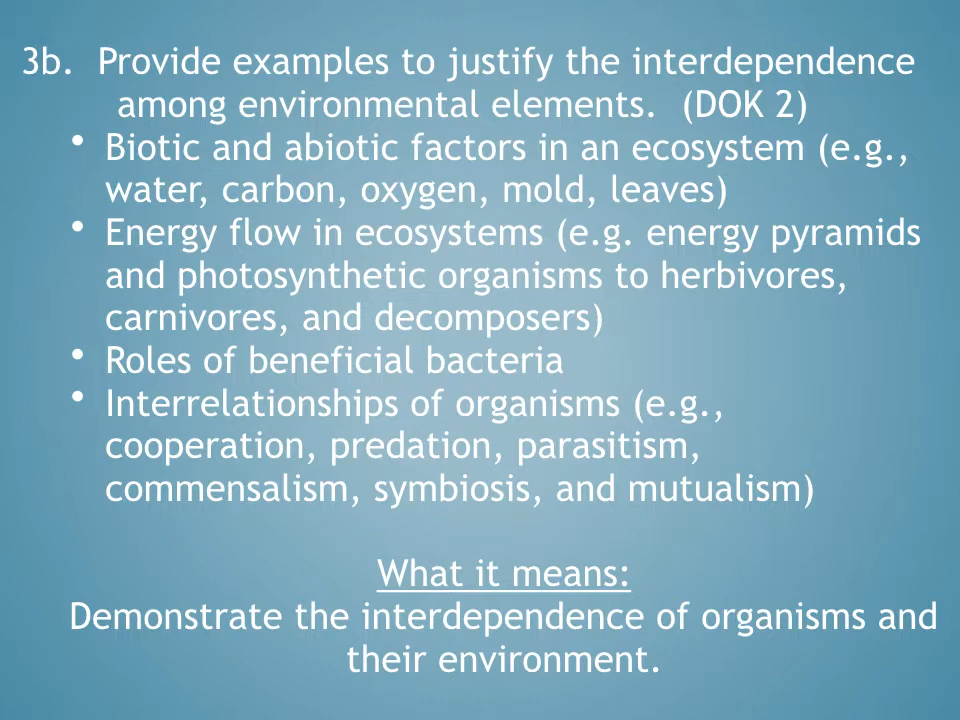 3b. Provide examples to justify the interdependence
among environmental elements. (DOK 2)
• Biotic and abiotic factors in an ecosystem (e.g.,
water, carbon, oxygen, mold, leaves)
• Energy flow in ecosystems (e.g. energy pyramids
and photosynthetic organisms to herbivores,
carnivores, and decomposers)
• Roles of beneficial bacteria
• Interrelationships of organisms (e.g.,
cooperation, predation, parasitism,
commensalism, symbiosis, and mutualism)
What it means:
Demonstrate the interdependence of organisms and
their environment.